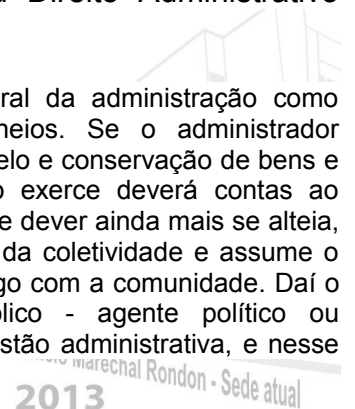 Direito Administrativo
ral da administração como
neios. Se o administrador
elo e conservação de bens e
o exerce deverá contas ao
e dever ainda mais se alteia,
da coletividade e assume o
go com a comunidade. Daí o
olico - agente político ou
stão administrativa, e nesse
Marechal Rondon - Sede atual
2013